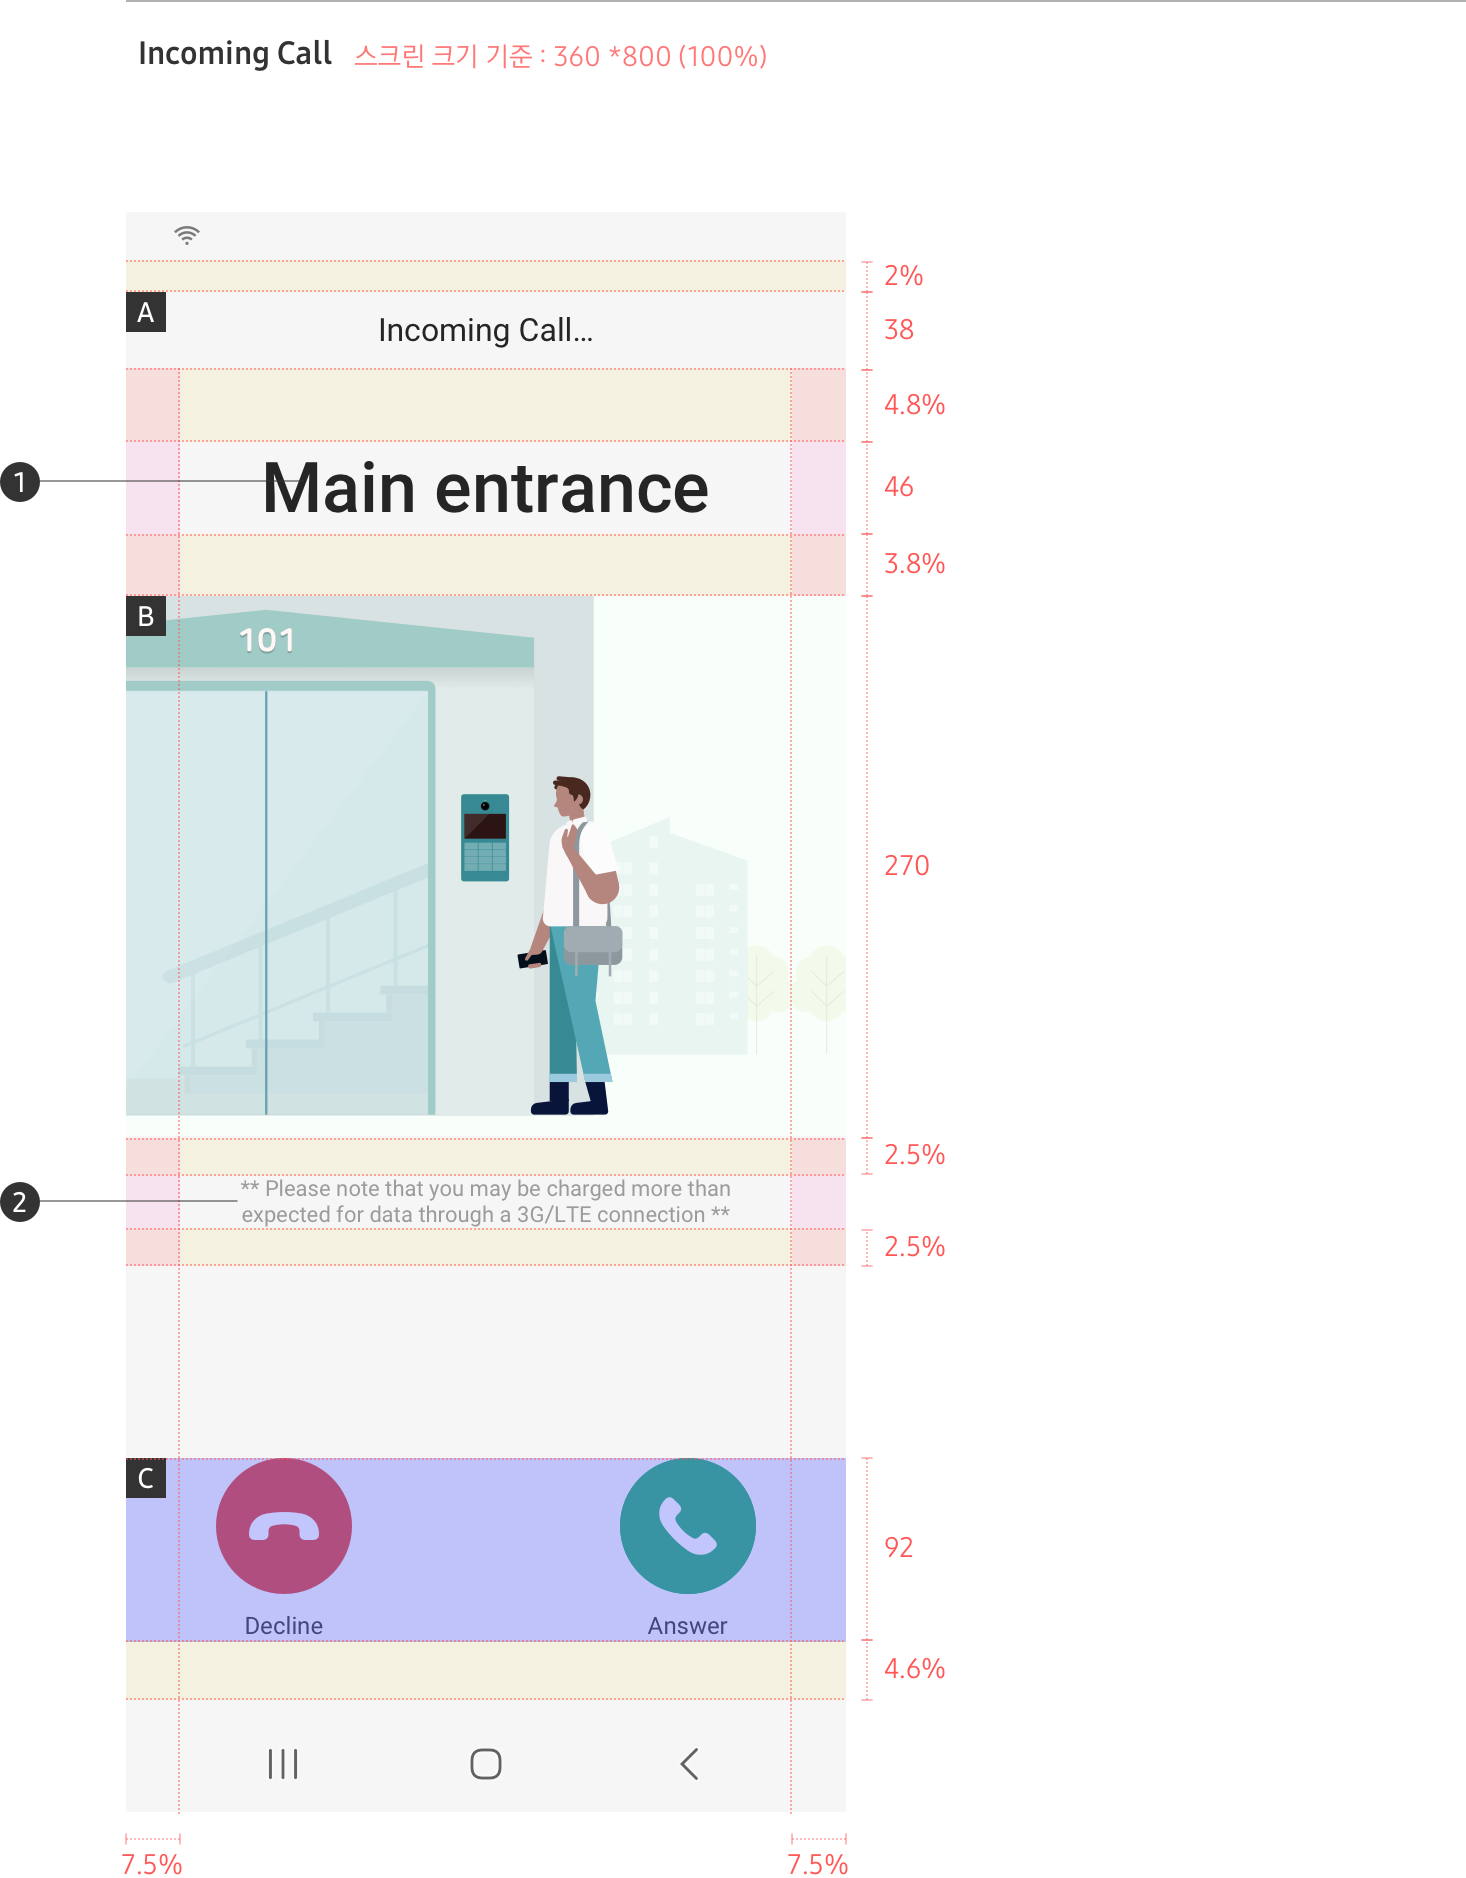 Incoming Call 스크린 크기 기준 : 360 *800 (100%)
2%
A
Incoming Call...
38
4.8%
1
Main entrance
46
3.8%
B
101
270
2.5%
2
** Please note that you may be charged more than
expected for data through a 3G/LTE connection **
2.5%
C
92
Decline
Answer
4.6%
7.5%
7.5%